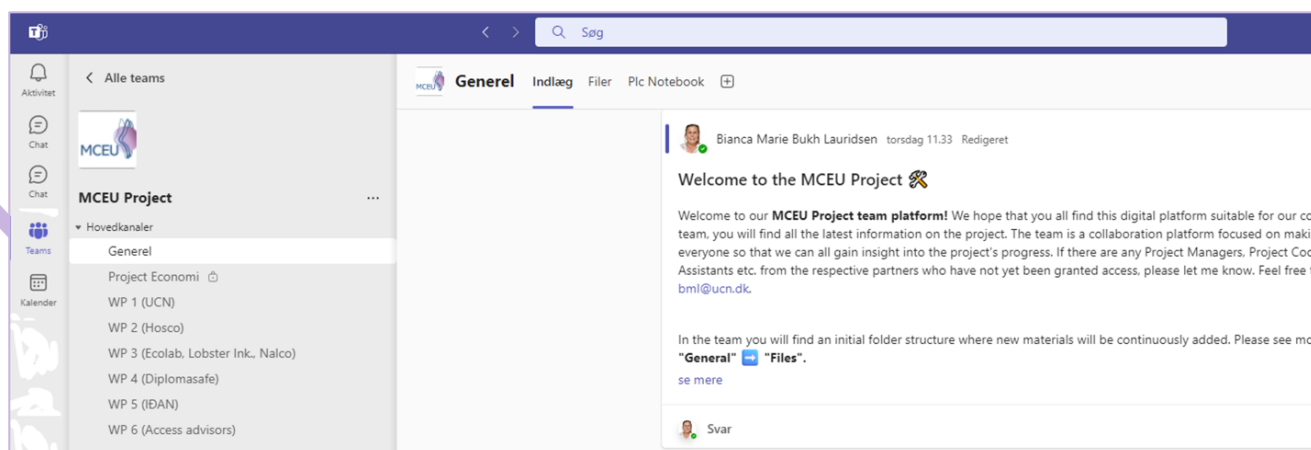 Søg
Aktivitet
Chat
Chat
Teams
Kalender
Alle teams
MCEU
MCEU Project
Hovedkanaler
Generel
Project Economi
WP 1 (UCN)
WP 2 (Hosco)
WP 3 (Ecolab, Lobster Ink., Nalco)
WP 4 (Diplomasafe)
WP 5 (IÐAN)
WP 6 (Access advisors)
MCEU Generel Indlæg Filer Plc Notebook
Bianca Marie Bukh Lauridsen torsdag 11.33 Redigeret
Welcome to the MCEU Project 🛠️
Welcome to our MCEU Project team platform! We hope that you all find this digital platform suitable for our co
team, you will find all the latest information on the project. The team is a collaboration platform focused on maki
everyone so that we can all gain insight into the project's progress. If there are any Project Managers, Project Coo
Assistants etc. from the respective partners who have not yet been granted access, please let me know. Feel free
bml@ucn.dk.
In the team you will find an initial folder structure where new materials will be continuously added. Please see mo
"General" ➡️ "Files".
se mere
Svar